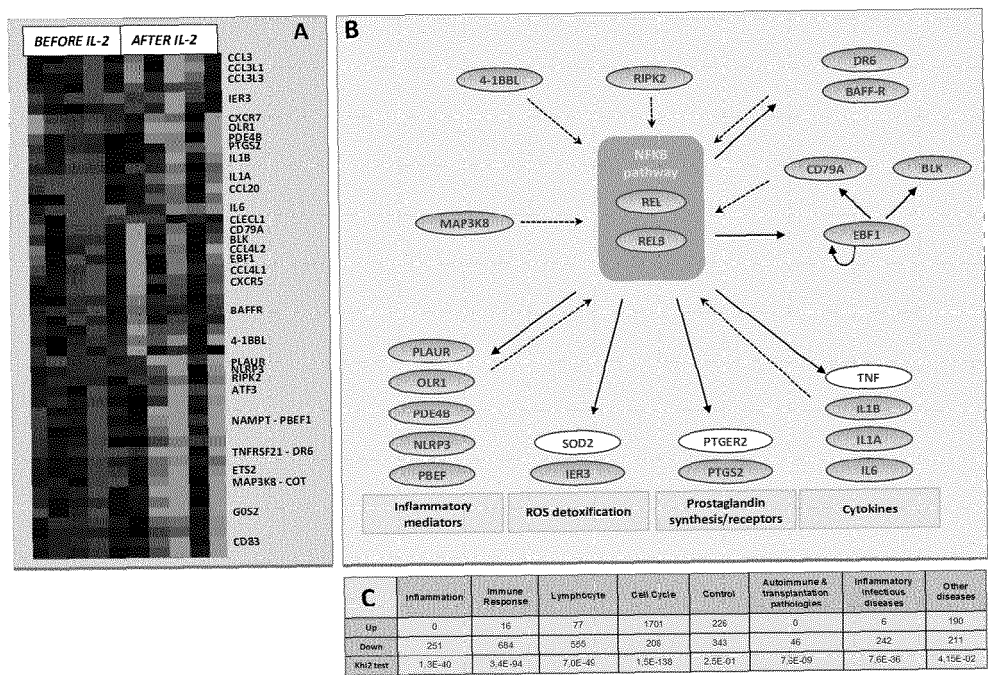 A
BEFORE IL-2 AFTER IL-2
CCL3
CCL3L1
CCL3L3
IER3
CXCR7
OLR1
PDE4B
PTGS2
IL1B
IL1A
CCL20
IL6
CLECL1
CD79A
BLK
CCL4L2
EBF1
CCL4L1
CXCR5
BAFFR
4-1BBL
PLAUR
NLRP3
RIPK2
ATF3
NAMPT - PBEF1
TNFRSF21 - DR6
ETS2
MAP3K8 - COT
G0S2
CD83
B
4-1BBL
RIPK2
DR6
BAFF-R
NFKB
pathway
REL
RELB
MAP3K8
CD79A
BLK
EBF1
PLAUR
OLR1
PDE4B
NLRP3
PBEF
SOD2
IER3
PTGER2
PTGS2
TNF
IL1B
IL1A
IL6
Inflammatory
mediators
ROS detoxification
Prostaglandin
synthesis/receptors
Cytokines
C
Inflammation
Immune
Response
Lymphocyte
Cell Cycle
Control
Autoimmune &
transplantation
pathologies
Inflammatory
infectious
diseases
Other
diseases
Up 0 16 77 1701 226 0 6 190
Down 251 684 555 208 343 46 242 211
Khi2 test 1,3E-40 3,4E-94 7,0E-49 1,5E-138 2,5E-01 7,6E-09 7,6E-36 4,15E-02